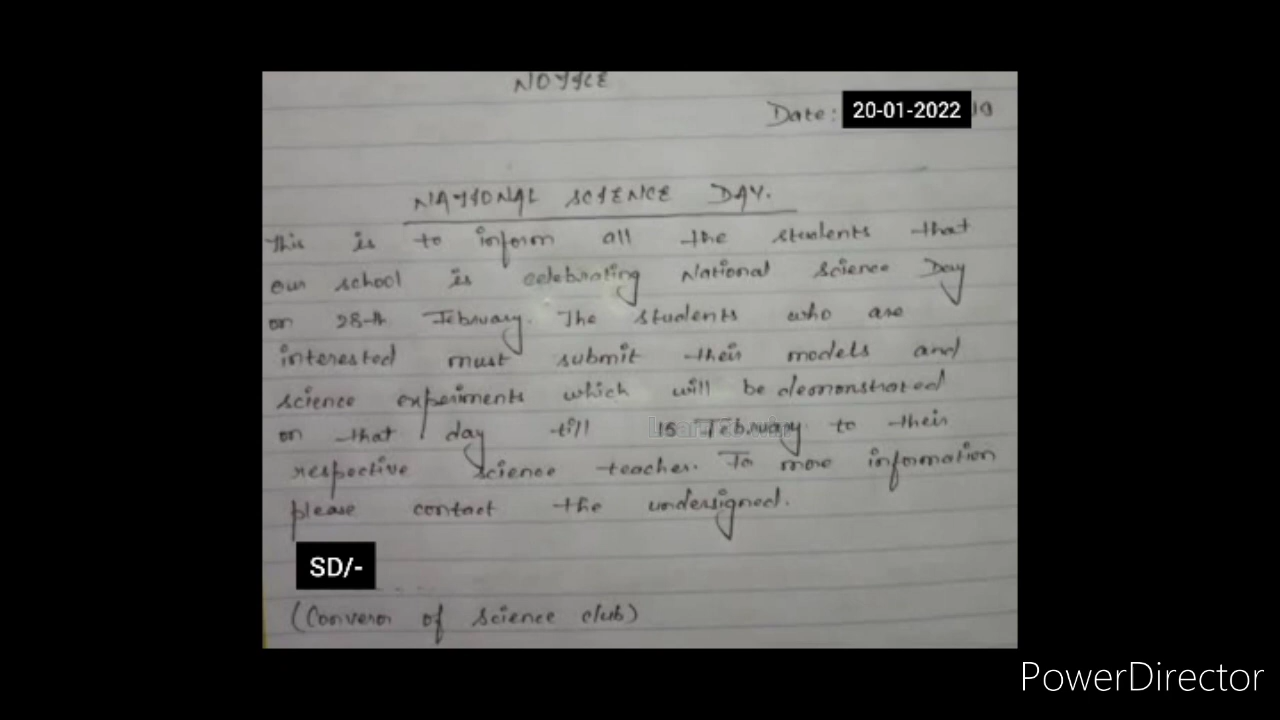 NOTICE
Date: 20-01-2022 19
NATIONAL SCIENCE DAY.
This is to inform all the students that
our school is celebrating National Science Day
on 28th February. The students who are
interested must submit their models and
science experiments which will be demonstrated
on that day till 15 February to their
respective science teacher. To more information
please contact the undersigned.
SD/-
(Convenor of science club)
PowerDirector